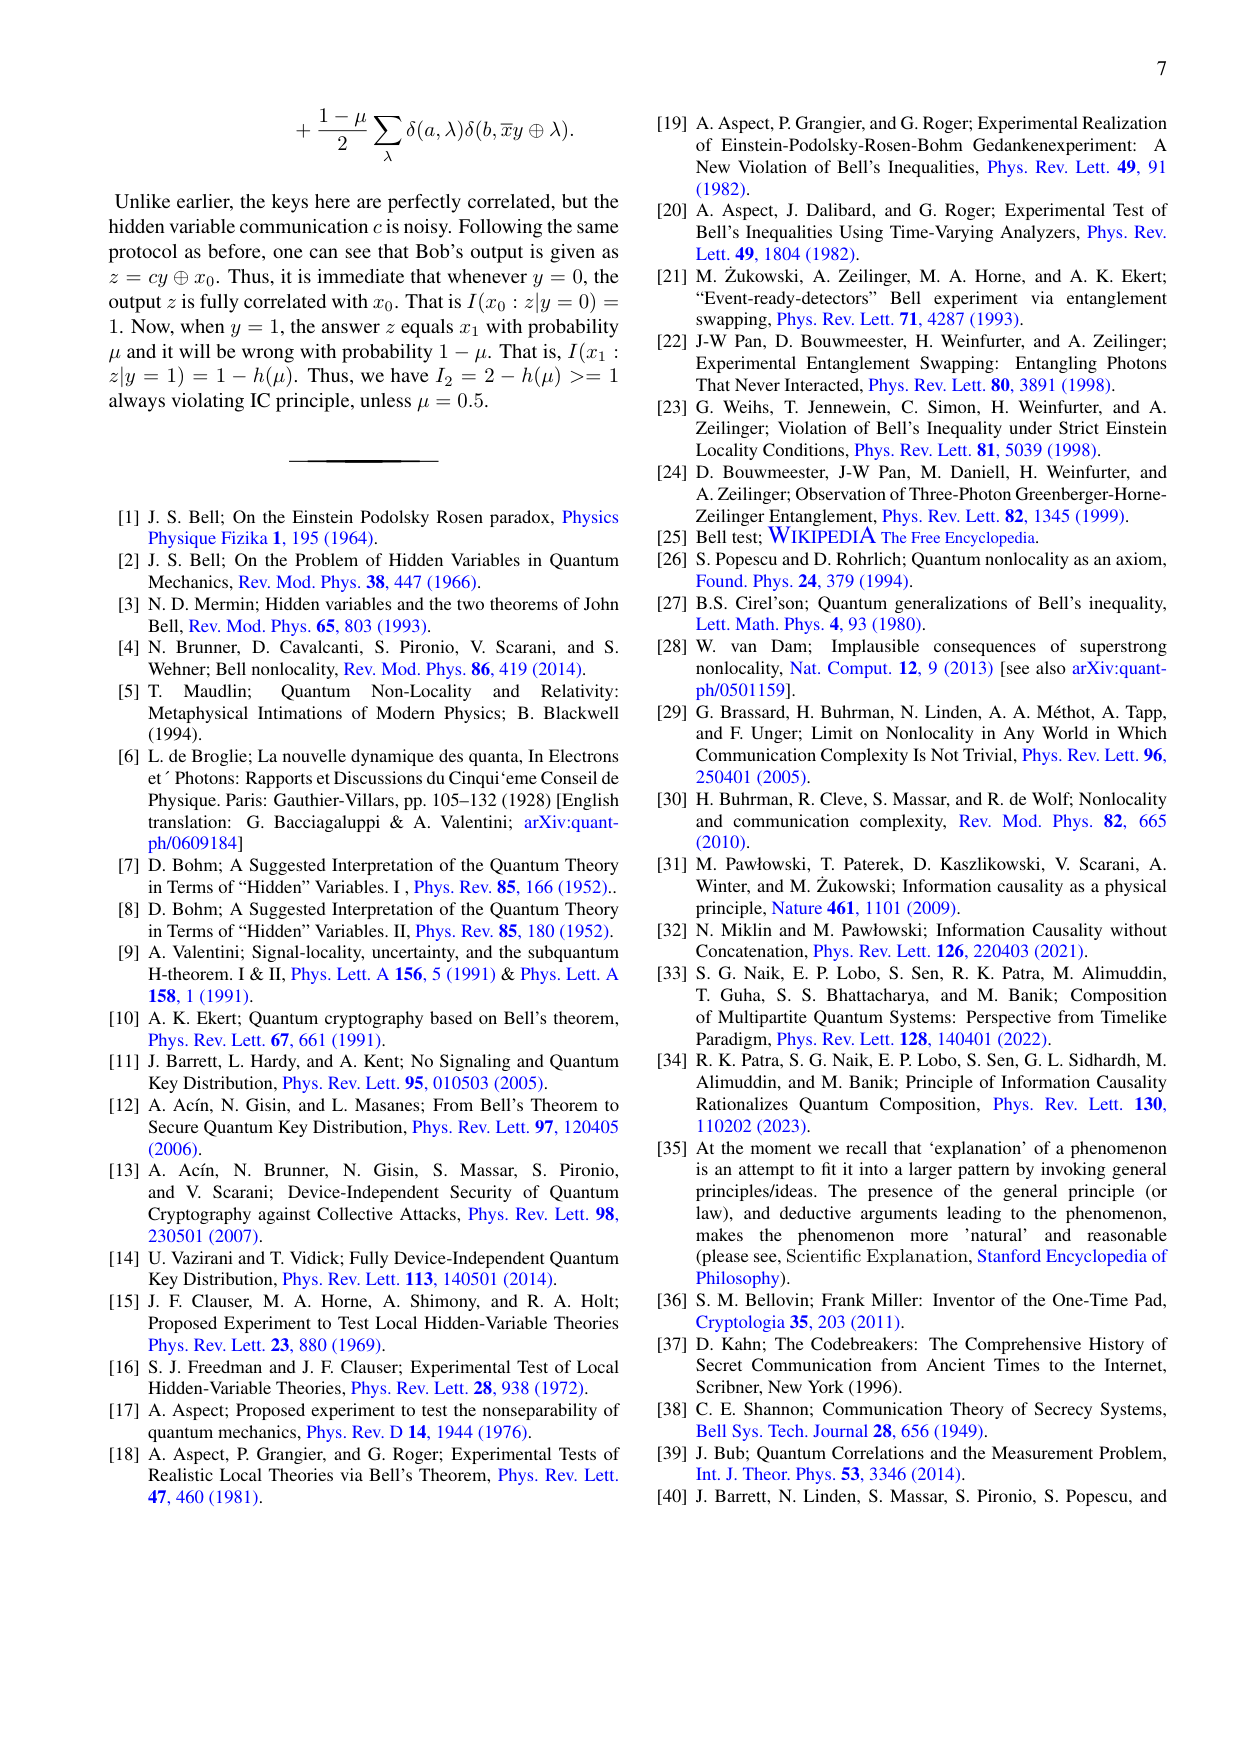 7
+ \frac{1 − μ}{2} \sum_λ δ(a, λ)δ(b, \overline{x}y ⊕ λ).
Unlike earlier, the keys here are perfectly correlated, but the
hidden variable communication c is noisy. Following the same
protocol as before, one can see that Bob's output is given as
z = cy ⊕ x₀. Thus, it is immediate that whenever y = 0, the
output z is fully correlated with x₀. That is I(x₀ : z|y = 0) =
1. Now, when y = 1, the answer z equals x₁ with probability
μ and it will be wrong with probability 1 − μ. That is, I(x₁ :
z|y = 1) = 1 − h(μ). Thus, we have I₂ = 2 − h(μ) >= 1
always violating IC principle, unless μ = 0.5.
[1] J. S. Bell; On the Einstein Podolsky Rosen paradox, Physics
Physique Fizika 1, 195 (1964).
[2] J. S. Bell; On the Problem of Hidden Variables in Quantum
Mechanics, Rev. Mod. Phys. 38, 447 (1966).
[3] N. D. Mermin; Hidden variables and the two theorems of John
Bell, Rev. Mod. Phys. 65, 803 (1993).
[4] N. Brunner, D. Cavalcanti, S. Pironio, V. Scarani, and S.
Wehner; Bell nonlocality, Rev. Mod. Phys. 86, 419 (2014).
[5] T. Maudlin; Quantum Non-Locality and Relativity:
Metaphysical Intimations of Modern Physics; B. Blackwell
(1994).
[6] L. de Broglie; La nouvelle dynamique des quanta, In Electrons
et´ Photons: Rapports et Discussions du Cinqui‘eme Conseil de
Physique. Paris: Gauthier-Villars, pp. 105–132 (1928) [English
translation: G. Bacciagaluppi & A. Valentini; arXiv:quant-
ph/0609184]
[7] D. Bohm; A Suggested Interpretation of the Quantum Theory
in Terms of “Hidden” Variables. I , Phys. Rev. 85, 166 (1952)..
[8] D. Bohm; A Suggested Interpretation of the Quantum Theory
in Terms of “Hidden” Variables. II, Phys. Rev. 85, 180 (1952).
[9] A. Valentini; Signal-locality, uncertainty, and the subquantum
H-theorem. I & II, Phys. Lett. A 156, 5 (1991) & Phys. Lett. A
158, 1 (1991).
[10] A. K. Ekert; Quantum cryptography based on Bell's theorem,
Phys. Rev. Lett. 67, 661 (1991).
[11] J. Barrett, L. Hardy, and A. Kent; No Signaling and Quantum
Key Distribution, Phys. Rev. Lett. 95, 010503 (2005).
[12] A. Acín, N. Gisin, and L. Masanes; From Bell's Theorem to
Secure Quantum Key Distribution, Phys. Rev. Lett. 97, 120405
(2006).
[13] A. Acín, N. Brunner, N. Gisin, S. Massar, S. Pironio,
and V. Scarani; Device-Independent Security of Quantum
Cryptography against Collective Attacks, Phys. Rev. Lett. 98,
230501 (2007).
[14] U. Vazirani and T. Vidick; Fully Device-Independent Quantum
Key Distribution, Phys. Rev. Lett. 113, 140501 (2014).
[15] J. F. Clauser, M. A. Horne, A. Shimony, and R. A. Holt;
Proposed Experiment to Test Local Hidden-Variable Theories
Phys. Rev. Lett. 23, 880 (1969).
[16] S. J. Freedman and J. F. Clauser; Experimental Test of Local
Hidden-Variable Theories, Phys. Rev. Lett. 28, 938 (1972).
[17] A. Aspect; Proposed experiment to test the nonseparability of
quantum mechanics, Phys. Rev. D 14, 1944 (1976).
[18] A. Aspect, P. Grangier, and G. Roger; Experimental Tests of
Realistic Local Theories via Bell's Theorem, Phys. Rev. Lett.
47, 460 (1981).
[19] A. Aspect, P. Grangier, and G. Roger; Experimental Realization
of Einstein-Podolsky-Rosen-Bohm Gedankenexperiment: A
New Violation of Bell's Inequalities, Phys. Rev. Lett. 49, 91
(1982).
[20] A. Aspect, J. Dalibard, and G. Roger; Experimental Test of
Bell's Inequalities Using Time-Varying Analyzers, Phys. Rev.
Lett. 49, 1804 (1982).
[21] M. Żukowski, A. Zeilinger, M. A. Horne, and A. K. Ekert;
“Event-ready-detectors” Bell experiment via entanglement
swapping, Phys. Rev. Lett. 71, 4287 (1993).
[22] J-W Pan, D. Bouwmeester, H. Weinfurter, and A. Zeilinger;
Experimental Entanglement Swapping: Entangling Photons
That Never Interacted, Phys. Rev. Lett. 80, 3891 (1998).
[23] G. Weihs, T. Jennewein, C. Simon, H. Weinfurter, and A.
Zeilinger; Violation of Bell's Inequality under Strict Einstein
Locality Conditions, Phys. Rev. Lett. 81, 5039 (1998).
[24] D. Bouwmeester, J-W Pan, M. Daniell, H. Weinfurter, and
A. Zeilinger; Observation of Three-Photon Greenberger-Horne-
Zeilinger Entanglement, Phys. Rev. Lett. 82, 1345 (1999).
[25] Bell test; WIKIPEDIA The Free Encyclopedia.
[26] S. Popescu and D. Rohrlich; Quantum nonlocality as an axiom,
Found. Phys. 24, 379 (1994).
[27] B.S. Cirel'son; Quantum generalizations of Bell's inequality,
Lett. Math. Phys. 4, 93 (1980).
[28] W. van Dam; Implausible consequences of superstrong
nonlocality, Nat. Comput. 12, 9 (2013) [see also arXiv:quant-
ph/0501159].
[29] G. Brassard, H. Buhrman, N. Linden, A. A. Méthot, A. Tapp,
and F. Unger; Limit on Nonlocality in Any World in Which
Communication Complexity Is Not Trivial, Phys. Rev. Lett. 96,
250401 (2005).
[30] H. Buhrman, R. Cleve, S. Massar, and R. de Wolf; Nonlocality
and communication complexity, Rev. Mod. Phys. 82, 665
(2010).
[31] M. Pawłowski, T. Paterek, D. Kaszlikowski, V. Scarani, A.
Winter, and M. Żukowski; Information causality as a physical
principle, Nature 461, 1101 (2009).
[32] N. Miklin and M. Pawłowski; Information Causality without
Concatenation, Phys. Rev. Lett. 126, 220403 (2021).
[33] S. G. Naik, E. P. Lobo, S. Sen, R. K. Patra, M. Alimuddin,
T. Guha, S. S. Bhattacharya, and M. Banik; Composition
of Multipartite Quantum Systems: Perspective from Timelike
Paradigm, Phys. Rev. Lett. 128, 140401 (2022).
[34] R. K. Patra, S. G. Naik, E. P. Lobo, S. Sen, G. L. Sidhardh, M.
Alimuddin, and M. Banik; Principle of Information Causality
Rationalizes Quantum Composition, Phys. Rev. Lett. 130,
110202 (2023).
[35] At the moment we recall that ‘explanation’ of a phenomenon
is an attempt to fit it into a larger pattern by invoking general
principles/ideas. The presence of the general principle (or
law), and deductive arguments leading to the phenomenon,
makes the phenomenon more ’natural’ and reasonable
(please see, Scientific Explanation, Stanford Encyclopedia of
Philosophy).
[36] S. M. Bellovin; Frank Miller: Inventor of the One-Time Pad,
Cryptologia 35, 203 (2011).
[37] D. Kahn; The Codebreakers: The Comprehensive History of
Secret Communication from Ancient Times to the Internet,
Scribner, New York (1996).
[38] C. E. Shannon; Communication Theory of Secrecy Systems,
Bell Sys. Tech. Journal 28, 656 (1949).
[39] J. Bub; Quantum Correlations and the Measurement Problem,
Int. J. Theor. Phys. 53, 3346 (2014).
[40] J. Barrett, N. Linden, S. Massar, S. Pironio, S. Popescu, and